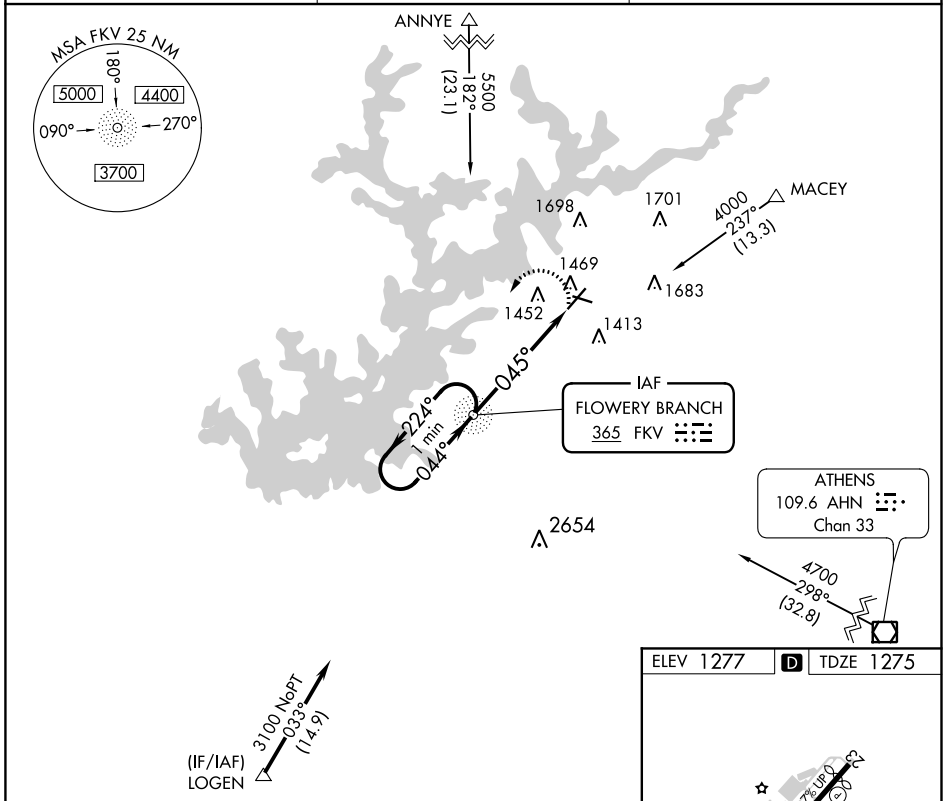 MSA FKV 25 NM
180°
5000
4400
090°
270°
3700
ANNYE
5500
182°
(23.1)
MACEY
4000
237°
(13.3)
1698
1701
1469
1683
1452
1413
045°
224°
1 min
044°
IAF
FLOWERY BRANCH
365 FKV
2654
ATHENS
109.6 AHN
Chan 33
4700
298°
(32.8)
3100 NoPT
033°
(14.9)
(IF/IAF)
LOGEN
ELEV 1277
D
TDZE 1275
23
7% UP
P